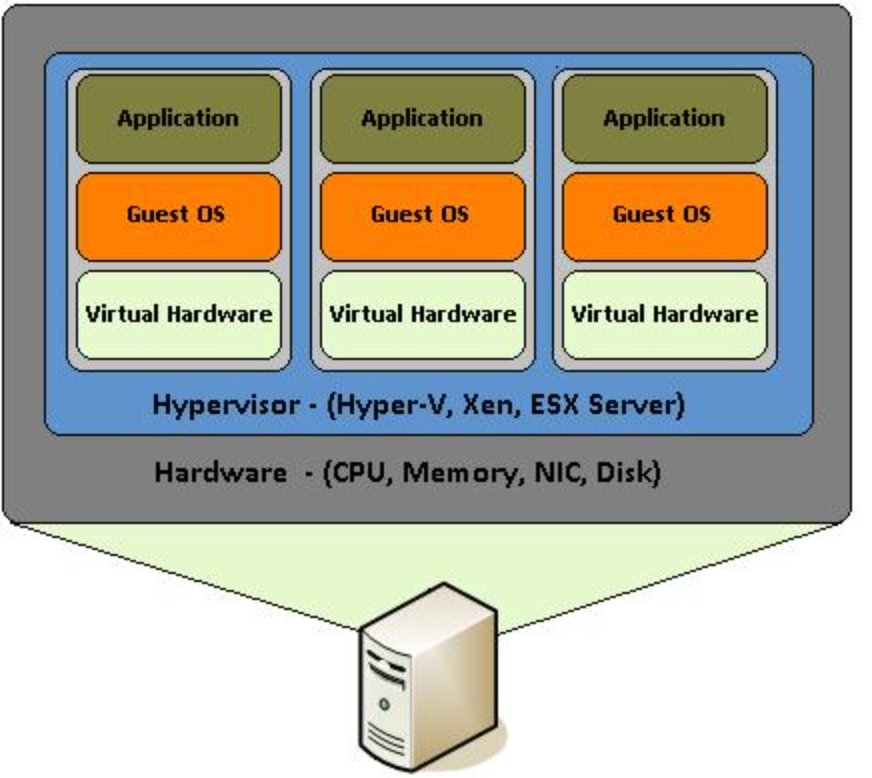 Application
Application
Application
Guest OS
Guest OS
Guest OS
Virtual Hardware
Virtual Hardware
Virtual Hardware
Hypervisor - (Hyper-V, Xen, ESX Server)
Hardware - (CPU, Memory, NIC, Disk)